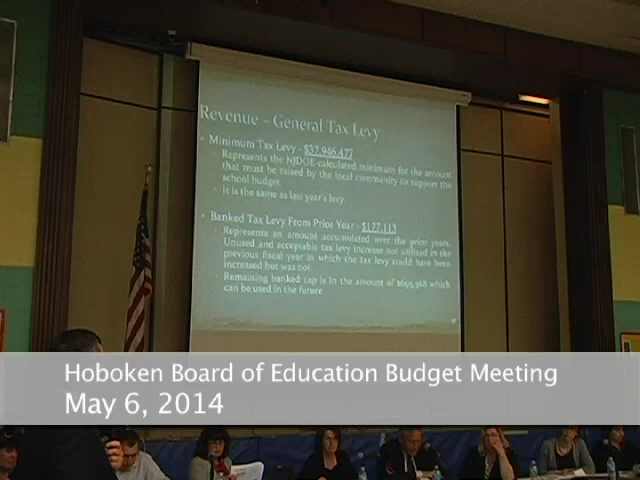 Revenue - General Tax Levy
• Minimum Tax Levy - $37,946,477
• Represents the NJDOE calculated minimum for the amount
that must be raised by the local community to support the
school budget
• It is the same as last year's levy.
• Banked Tax Levy From Prior Year - $177,113
• Represents an amount accumulated over the prior years.
Unused and acceptable tax levy increase not utilized in the
previous fiscal year in which the tax levy could have been
increased but was not.
• Remaining banked cap is in the amount of $695,968 which
can be used in the future
Hoboken Board of Education Budget Meeting
May 6, 2014